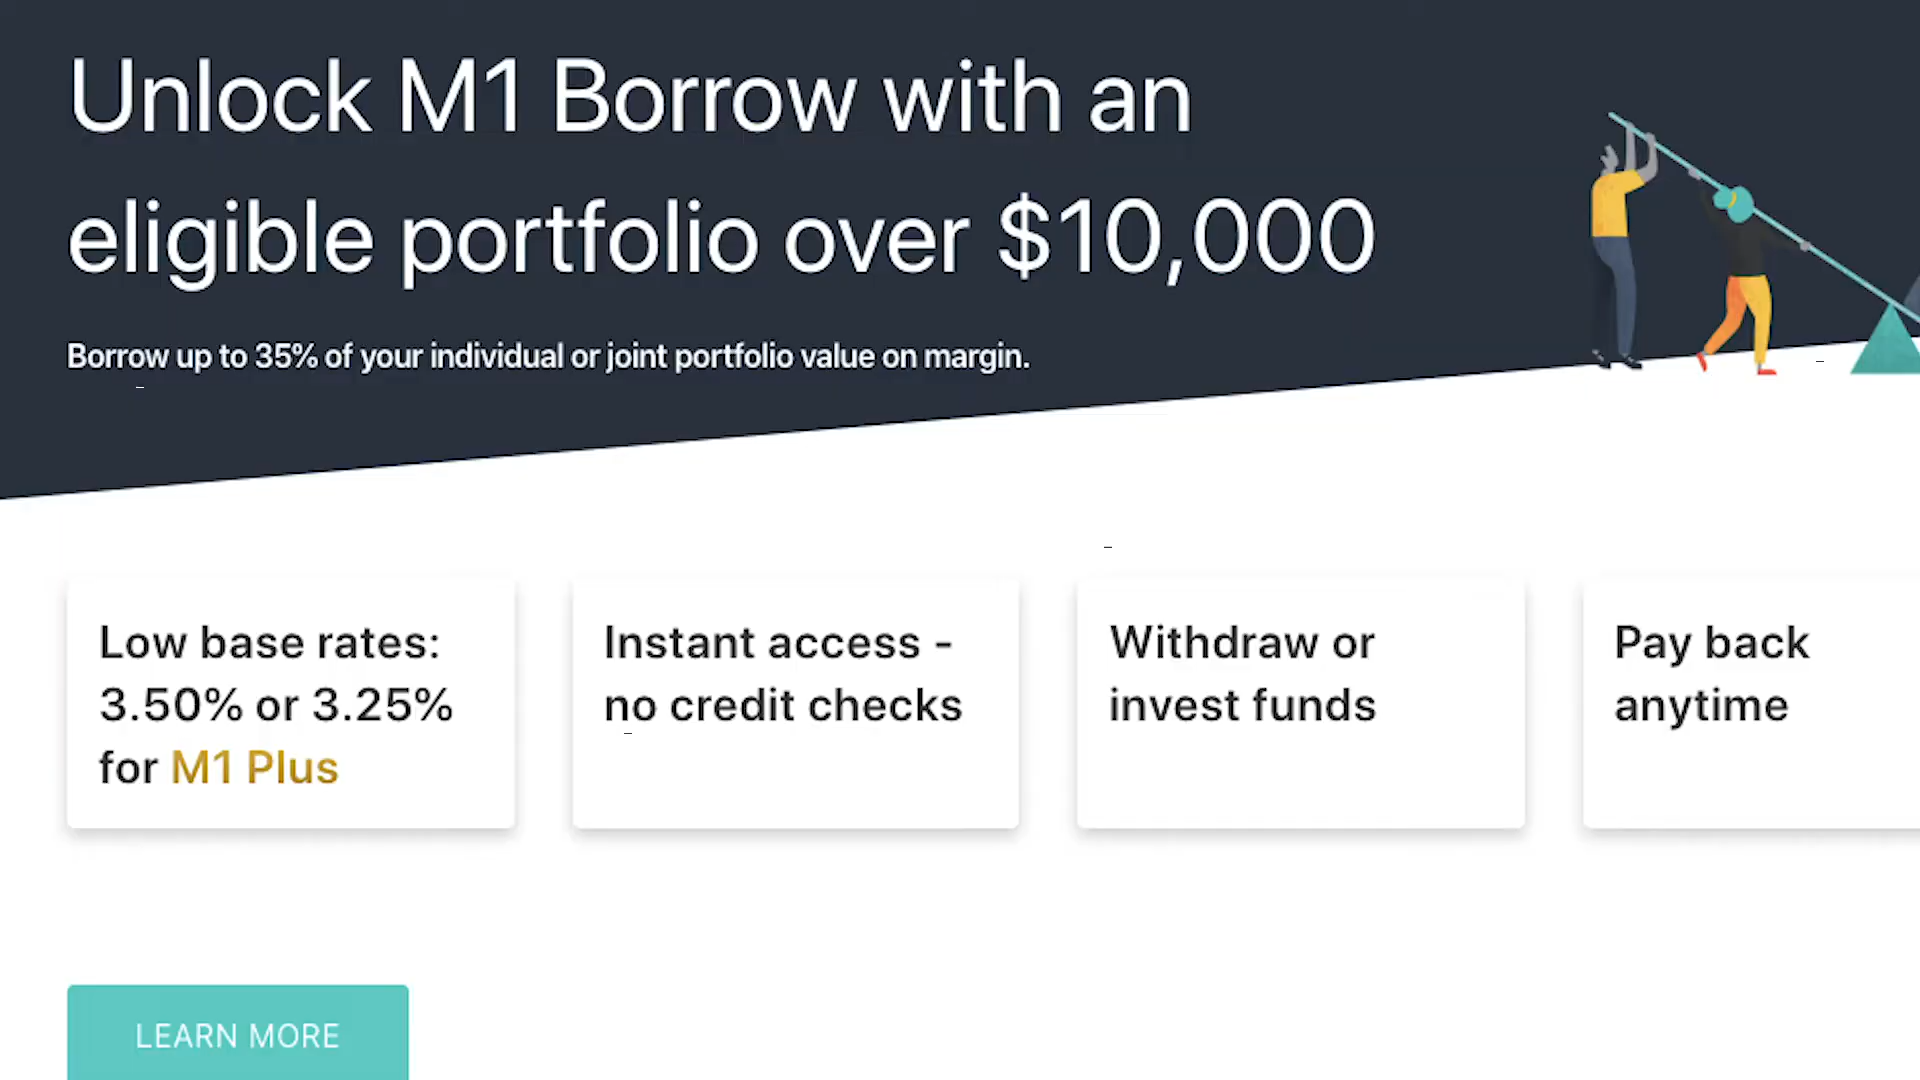 Unlock M1 Borrow with an
eligible portfolio over $10,000
Borrow up to 35% of your individual or joint portfolio value on margin.
Low base rates:
3.50% or 3.25%
for M1 Plus
Instant access -
no credit checks
Withdraw or
invest funds
Pay back
anytime
LEARN MORE